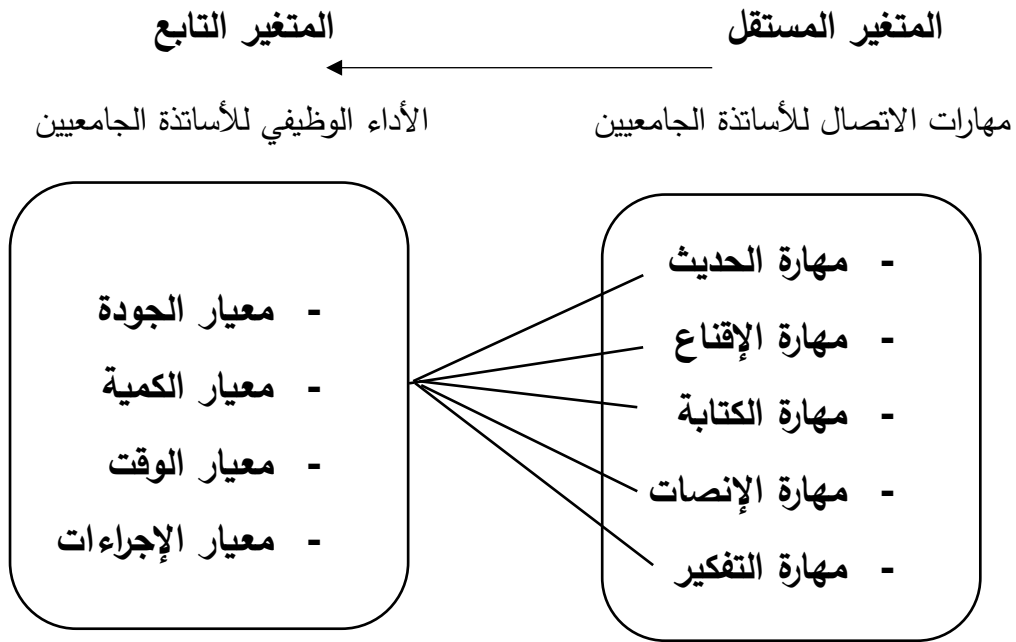 المتغير المستقل
المتغير التابع
مهارات الاتصال للأساتذة الجامعيين
الأداء الوظيفي للأساتذة الجامعيين
- مهارة الحديث
- مهارة الإقناع
- مهارة الكتابة
- مهارة الإنصات
- مهارة التفكير
- معيار الجودة
- معيار الكمية
- معيار الوقت
- معيار الإجراءات